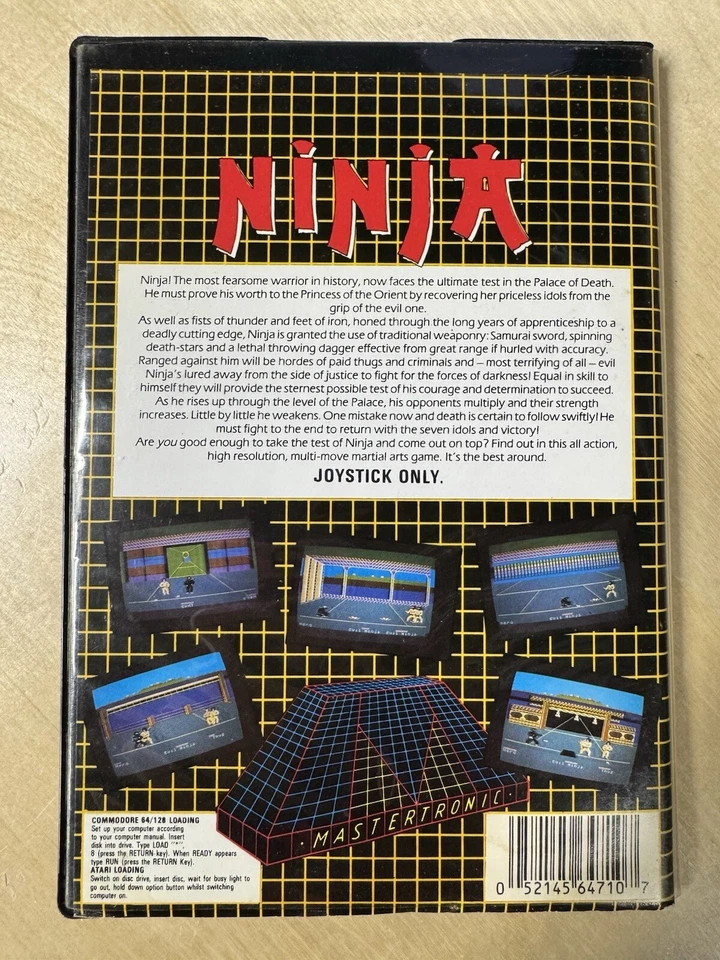 NINJA
Ninja! The most fearsome warrior in history, now faces the ultimate test in the Palace of Death.
He must prove his worth to the Princess of the Orient by recovering her priceless idols from the
grip of the evil one.
As well as fists of thunder and feet of iron, honed through the long years of apprenticeship to a
deadly cutting edge, Ninja is granted the use of traditional weaponry: Samurai sword, spinning
death-stars and a lethal throwing dagger effective from great range if hurled with accuracy.
Ranged against him will be hordes of paid thugs and criminals and – most terrifying of all – evil
Ninja's lured away from the side of justice to fight for the forces of darkness! Equal in skill to
himself they will provide the sternest possible test of his courage and determination to succeed.
As he rises up through the level of the Palace, his opponents multiply and their strength
increases. Little by little he weakens. One mistake now and death is certain to follow swiftly! He
must fight to the end to return with the seven idols and victory!
Are you good enough to take the test of Ninja and come out on top? Find out in this all action,
high resolution, multi-move martial arts game. It's the best around.
JOYSTICK ONLY.
MASTERTRONIC
COMMODORE 64/128 LOADING
Set up your computer according
to your computer manual. Insert
disk into drive. Type LOAD
8 (press the RETURN key). When READY appears
type RUN (press the RETURN Key).
ATARI LOADING
Switch on disc drive, insert disc, wait for busy light to
go out, hold down option button whilst switching
computer on.
0 52145 64710 7